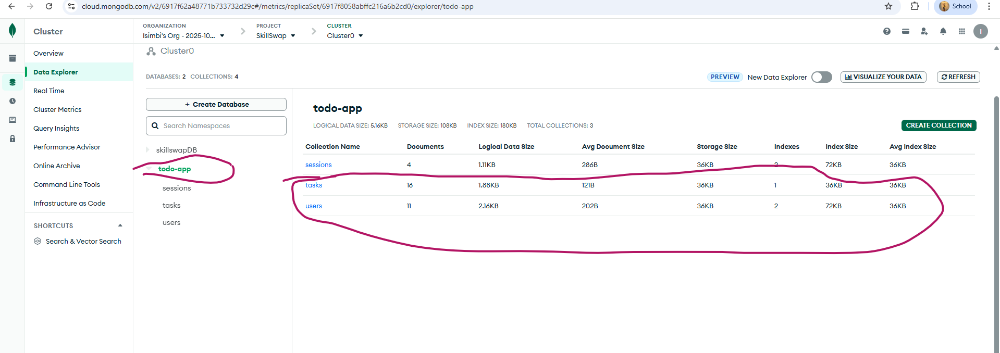 cloud.mongodb.com/v2/6917f62a48771b733732d29c#/metrics/replicaSet/6917f8058abffc216a6b2cd0/explorer/todo-app
School
Cluster
ORGANIZATION
Isimbi's Org - 2025-10...
PROJECT
SkillSwap
CLUSTER
Cluster0
I
Overview
Data Explorer
Real Time
Cluster Metrics
Query Insights
Performance Advisor
Online Archive
Command Line Tools
Infrastructure as Code
SHORTCUTS
Search & Vector Search
Cluster0
DATABASES: 2 COLLECTIONS: 4
PREVIEW New Data Explorer
VISUALIZE YOUR DATA
REFRESH
+ Create Database
Search Namespaces
skillswapDB
todo-app
sessions
tasks
users
todo-app
LOGICAL DATA SIZE: 5.16KB STORAGE SIZE: 108KB INDEX SIZE: 180KB TOTAL COLLECTIONS: 3
CREATE COLLECTION
Collection Name Documents Logical Data Size Avg Document Size Storage Size Indexes Index Size Avg Index Size
sessions 4 1.11KB 286B 36KB 2 72KB 36KB
tasks 16 1.88KB 121B 36KB 1 36KB 36KB
users 11 2.16KB 202B 36KB 2 72KB 36KB